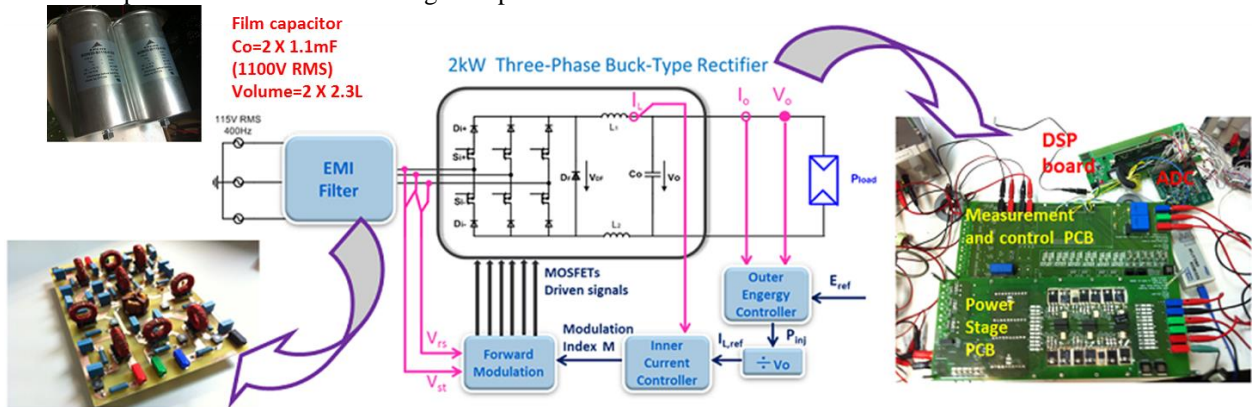 Film capacitor
Co=2 X 1.1mF
(1100V RMS)
Volume=2 X 2.3L
2kW Three-Phase Buck-Type Rectifier
115V RMS
400Hz
EMI
Filter
Di+
Si+
Si-
Di-
DF
VDF
IL
L1
L2
Co
Vo
Io
Vo
Pload
DSP
board
ADC
Measurement
and control PCB
Power
Stage
PCB
MOSFETs
Driven signals
Outer
Engergy
Controller
Eref
Pinj
÷ Vo
IL,ref
Inner
Current
Controller
Modulation
Index M
Forward
Modulation
Vrs
Vst